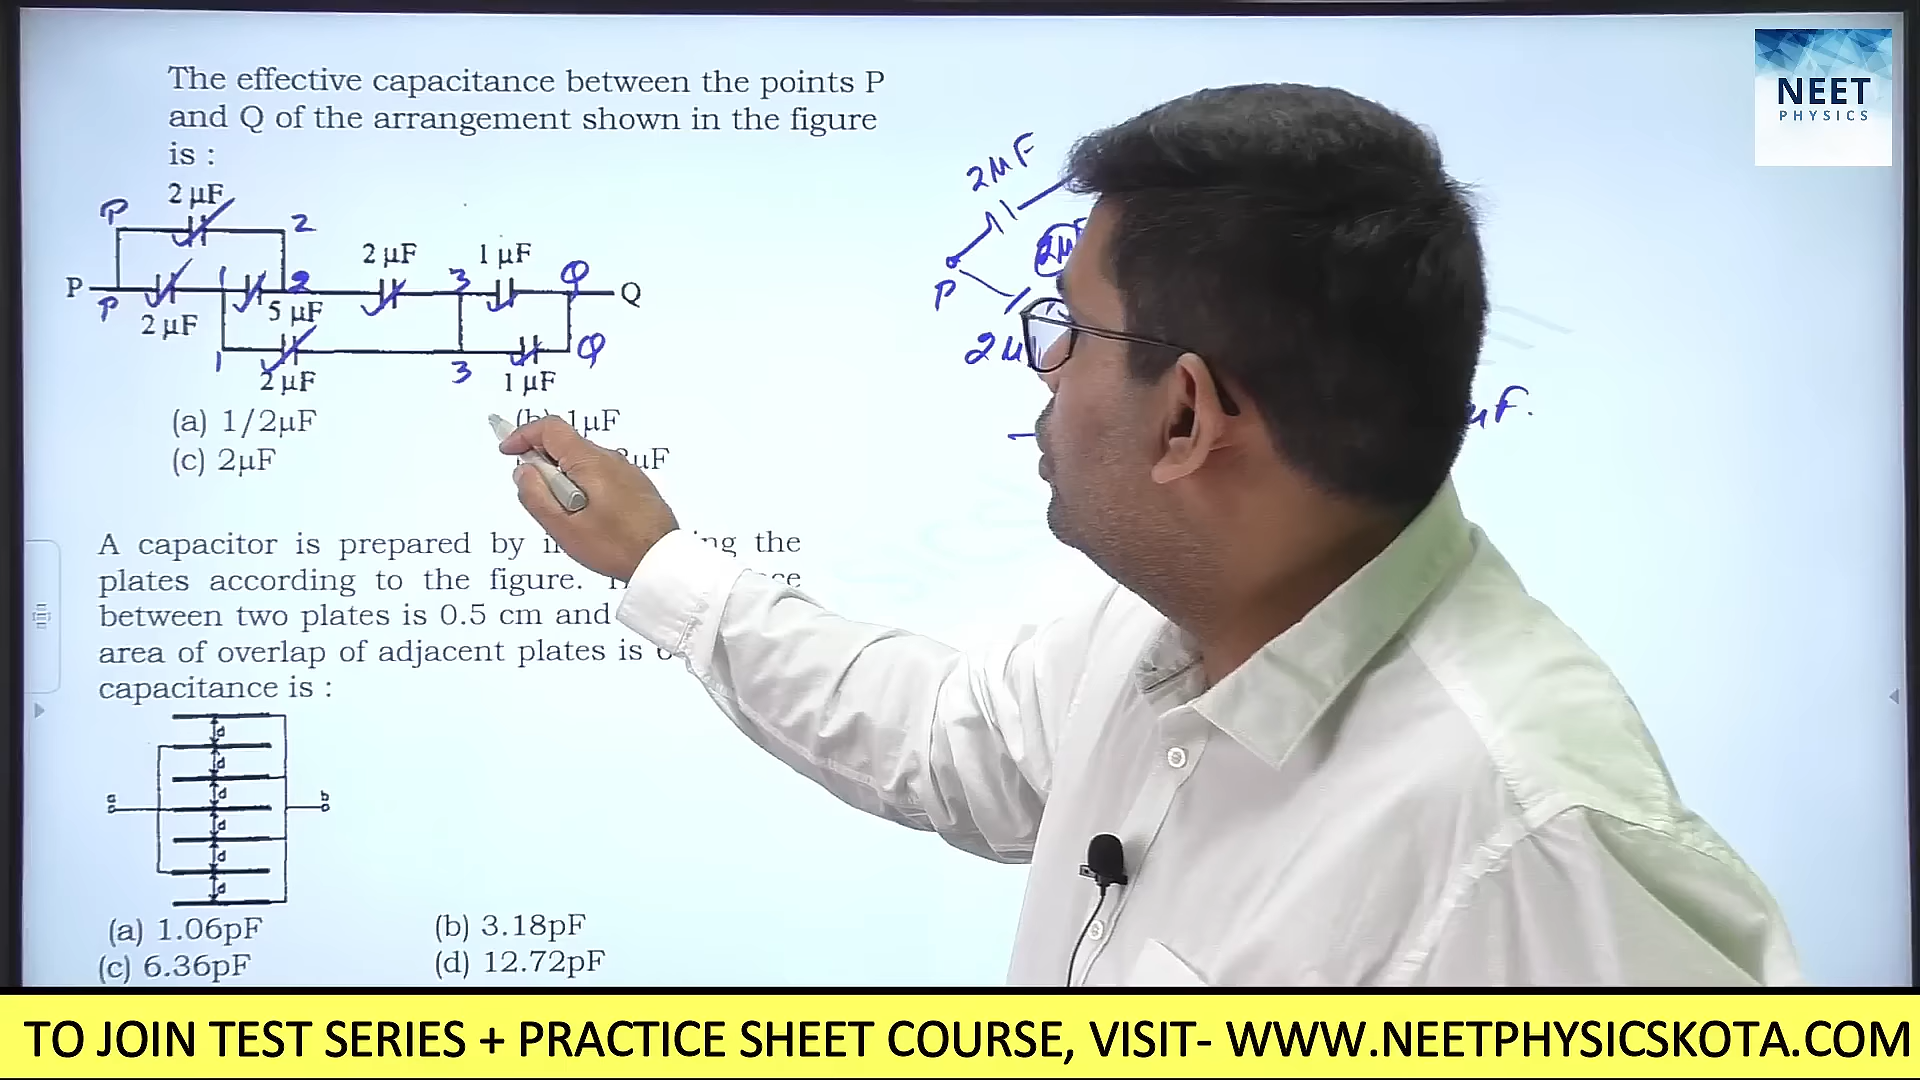 The effective capacitance between the points P
and Q of the arrangement shown in the figure
is :
2 μF
P
2
2 μF
1 μF
P
P
2 μF
1
2
5 μF
3
Q
Q
1
2 μF
3
1 μF
Q
(a) 1/2μF
(b) 1μF
(c) 2μF
μF
2μF
P
μF.
A capacitor is prepared by the
plates according to the figure.
between two plates is 0.5 cm and
area of overlap of adjacent plates is
capacitance is :
d
d
d
d
d
d
a
b
(a) 1.06pF
(b) 3.18pF
(c) 6.36pF
(d) 12.72pF
NEET
PHYSICS
TO JOIN TEST SERIES + PRACTICE SHEET COURSE, VISIT- WWW.NEETPHYSICSKOTA.COM